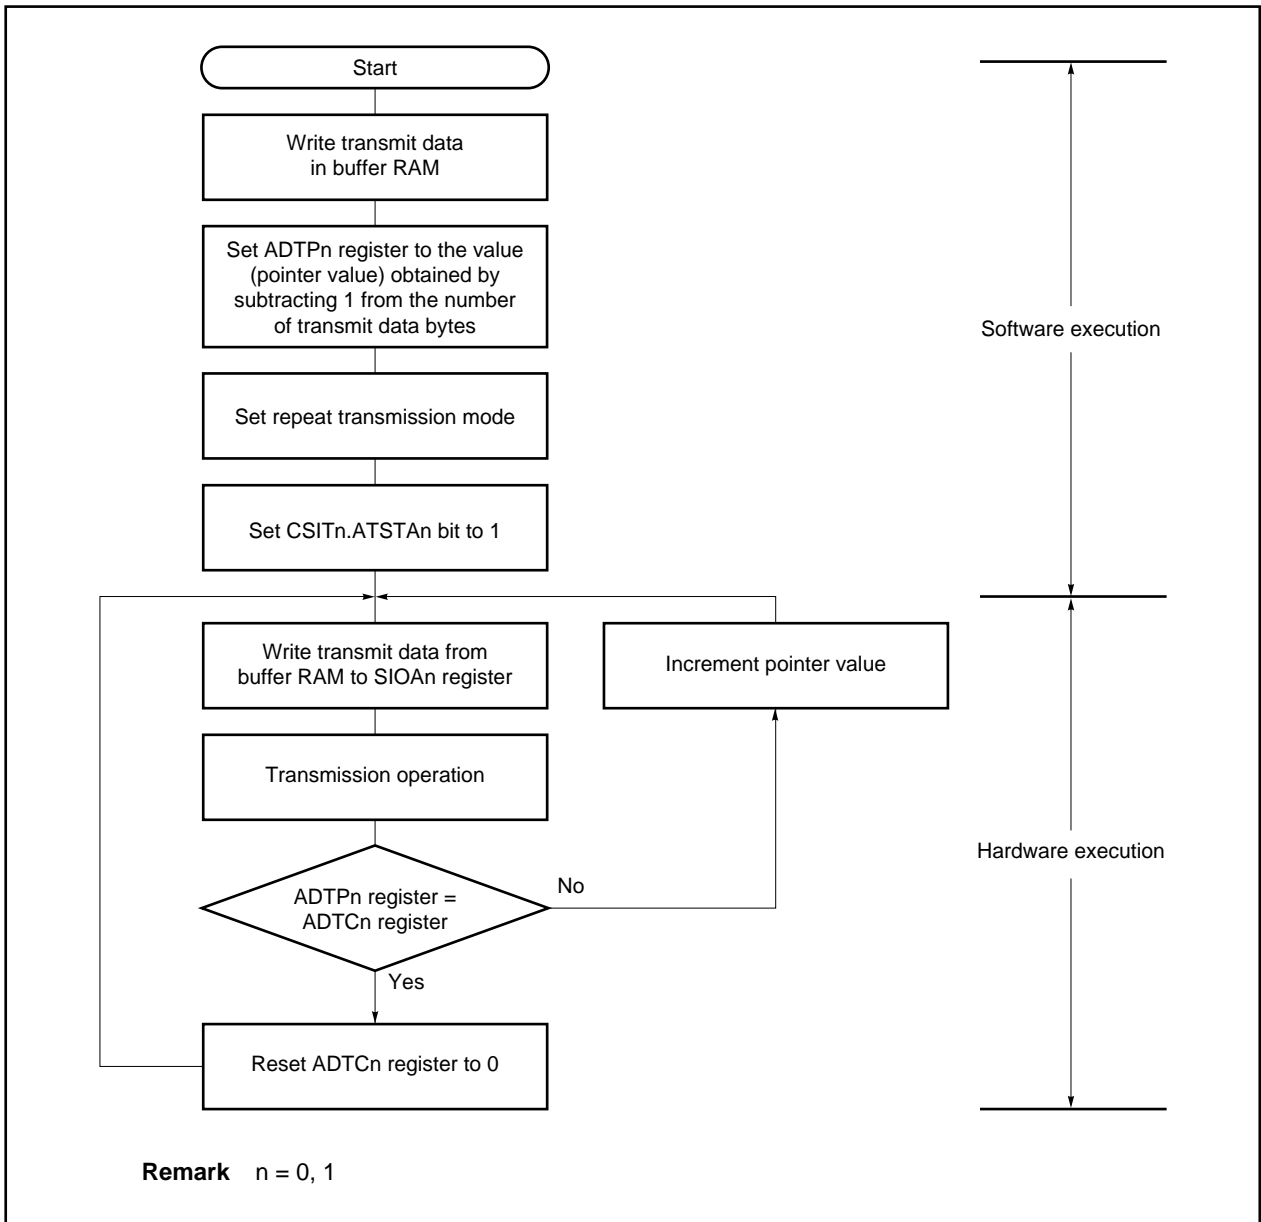 Start
Write transmit data
in buffer RAM
Set ADTPn register to the value
(pointer value) obtained by
subtracting 1 from the number
of transmit data bytes
Software execution
Set repeat transmission mode
Set CSITn.ATSTAn bit to 1
Write transmit data from
buffer RAM to SIOAn register
Increment pointer value
Transmission operation
Hardware execution
ADTPn register =
ADTCn register
No
Yes
Reset ADTCn register to 0
Remark n = 0, 1